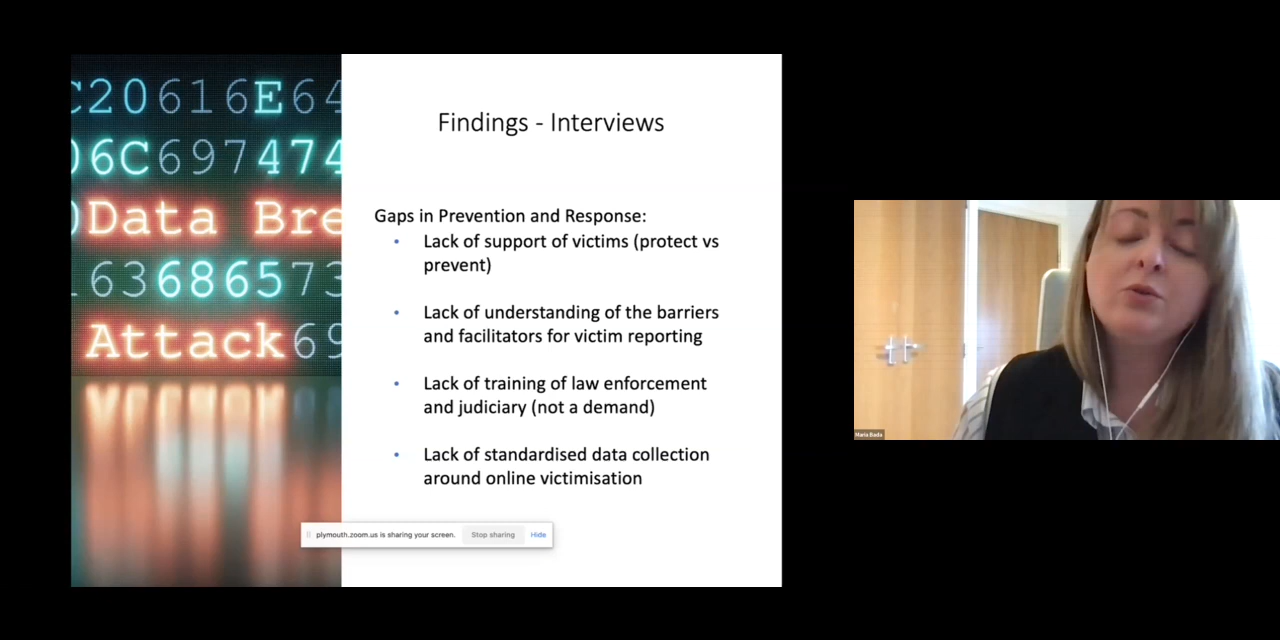 C20616E64
06C697474
0Data Bre
163686573
Attack69
Findings - Interviews
Gaps in Prevention and Response:
• Lack of support of victims (protect vs
prevent)
• Lack of understanding of the barriers
and facilitators for victim reporting
• Lack of training of law enforcement
and judiciary (not a demand)
• Lack of standardised data collection
around online victimisation
plymouth.zoom.us is sharing your screen. Stop sharing Hide
Maria Bada